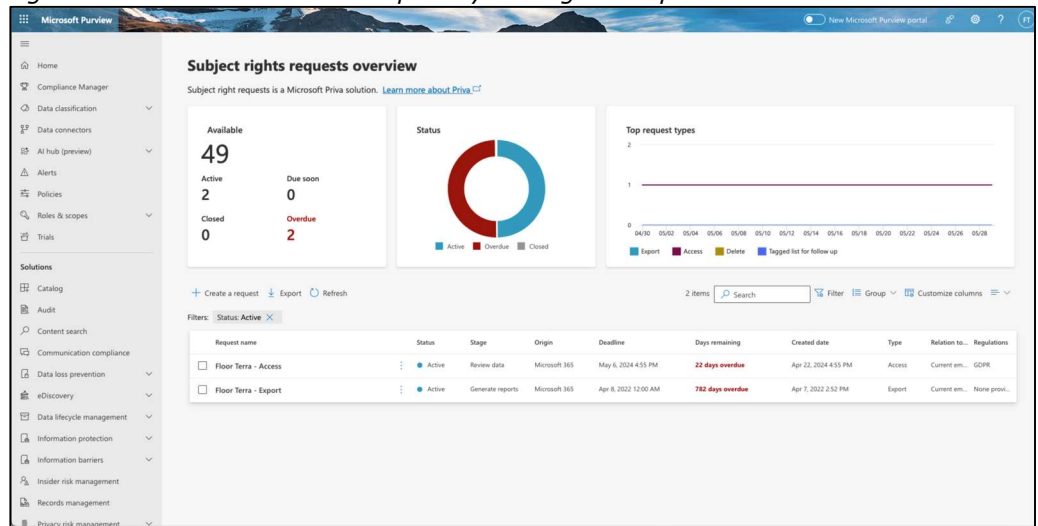 Microsoft Purview
New Microsoft Purview portal
?
FT
Home
Compliance Manager
Data classification
Data connectors
AI hub (preview)
Alerts
Policies
Roles & scopes
Trials
Solutions
Catalog
Audit
Content search
Communication compliance
Data loss prevention
eDiscovery
Data lifecycle management
Information protection
Information barriers
Insider risk management
Records management
Privacy risk management
Subject rights requests overview
Subject right requests is a Microsoft Priva solution. Learn more about Priva
Available
49
Active Due soon
2 0
Closed Overdue
0 2
Status
Active Overdue Closed
Top request types
2
1
0
04/30 05/02 05/04 05/06 05/08 05/10 05/12 05/14 05/16 05/18 05/20 05/22 05/24 05/26 05/28
Export Access Delete Tagged list for follow up
+ Create a request Export Refresh 2 items Search Filter Group Customize columns
Filters: Status: Active ×
Request name Status Stage Origin Deadline Days remaining Created date Type Relation to... Regulations
Floor Terra - Access Active Review data Microsoft 365 May 6, 2024 4:55 PM 22 days overdue Apr 22, 2024 4:55 PM Access Current em... GDPR
Floor Terra - Export Active Generate reports Microsoft 365 Apr 8, 2022 12:00 AM 782 days overdue Apr 7, 2022 2:52 PM Export Current em... None provi...